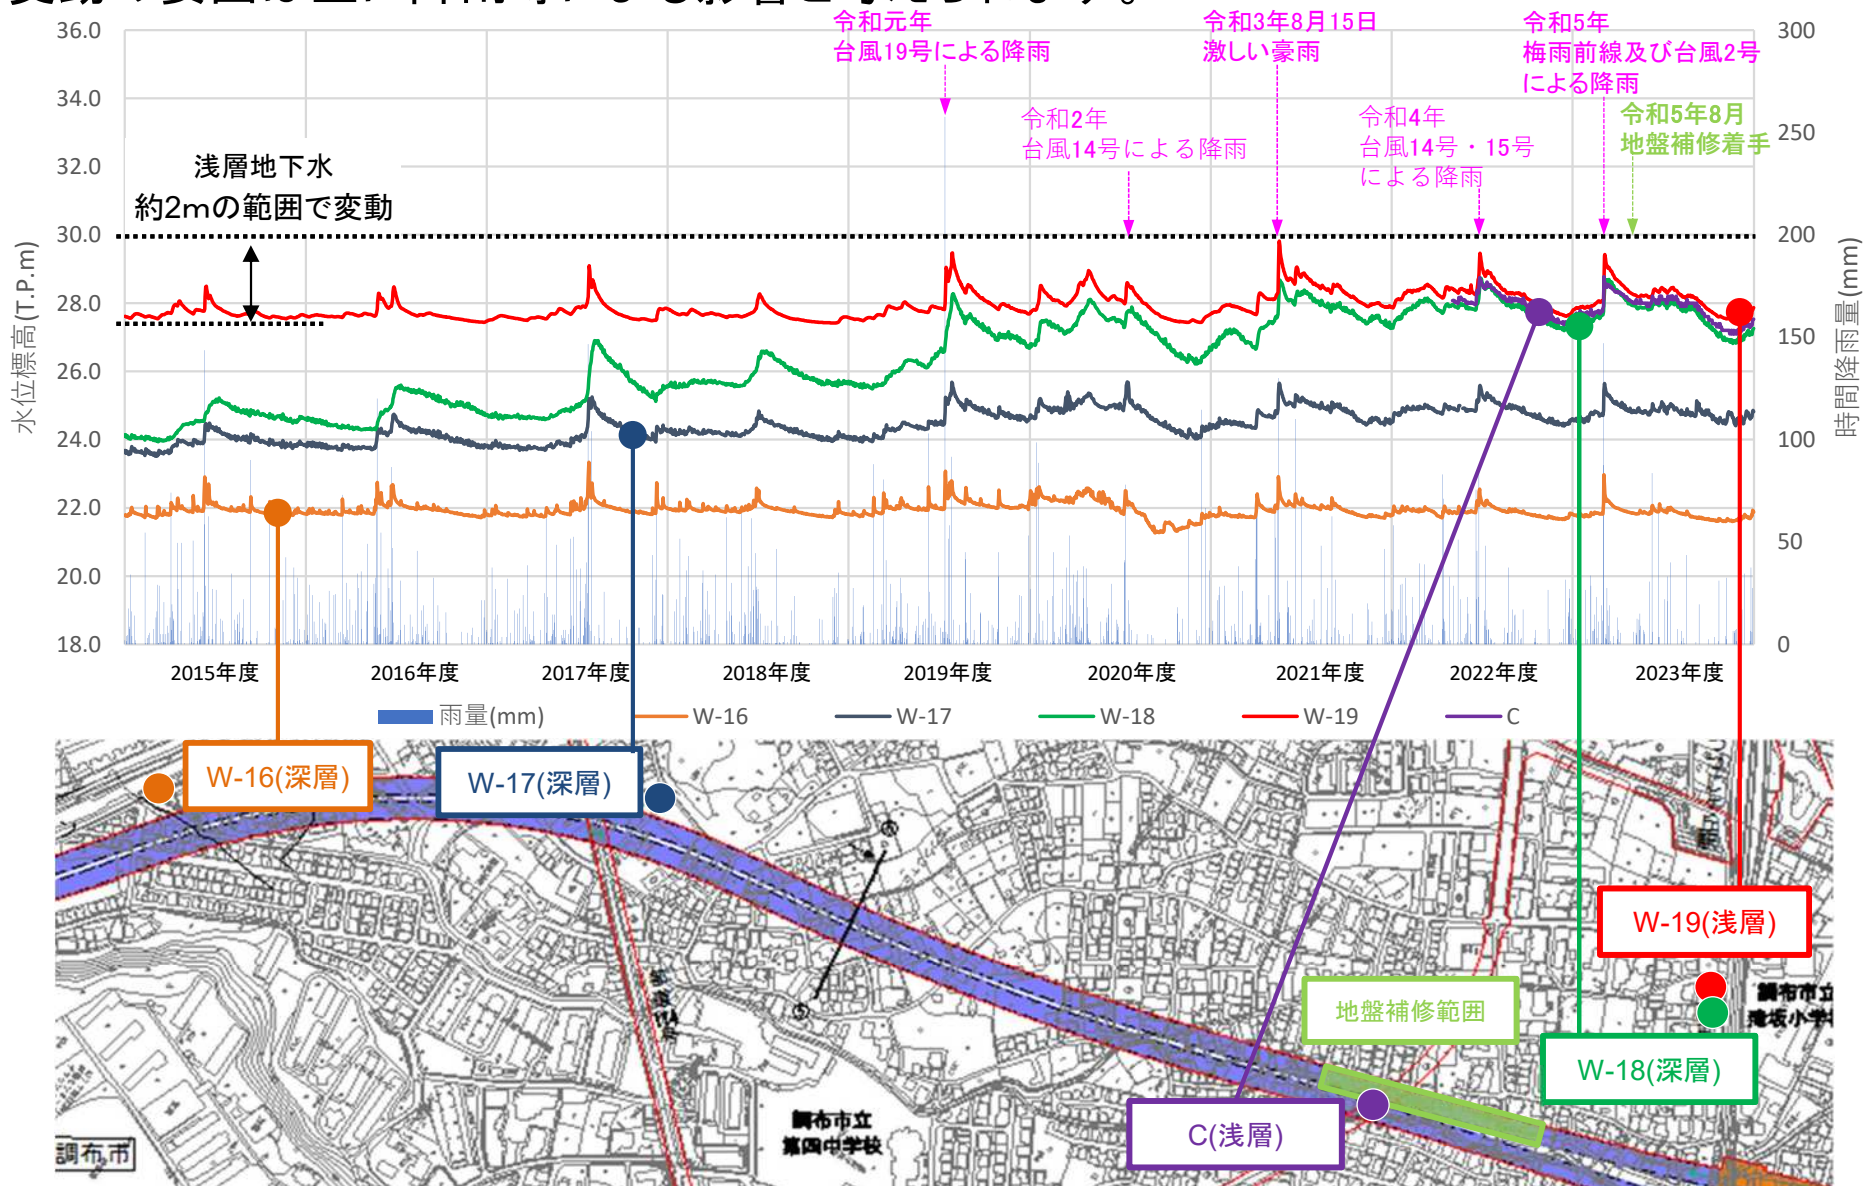 令和元年
台風19号による降雨
令和3年8月15日
激しい豪雨
令和5年
梅雨前線及び台風2号
による降雨
令和2年
台風14号による降雨
令和4年
台風14号・15号
による降雨
令和5年8月
地盤補修着手
浅層地下水
約2mの範囲で変動
水位標高(T.P.m)
36.0
34.0
32.0
30.0
28.0
26.0
24.0
22.0
20.0
18.0
時間降雨量(mm)
300
250
200
150
100
50
0
2015年度
2016年度
2017年度
2018年度
2019年度
2020年度
2021年度
2022年度
2023年度
雨量(mm)
W-16
W-17
W-18
W-19
C
W-16(深層)
W-17(深層)
W-19(浅層)
地盤補修範囲
W-18(深層)
C(浅層)
調布市立
第四中学校
調布市立
調布市